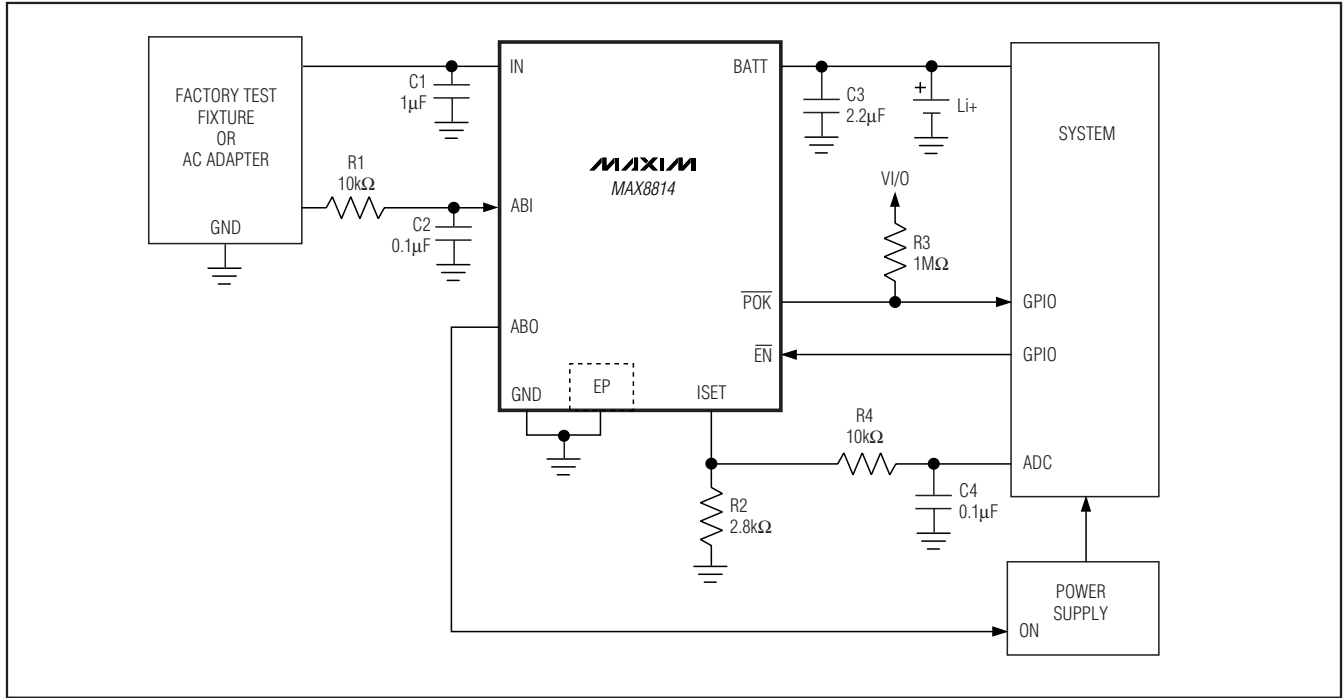 FACTORY TEST
FIXTURE
OR
AC ADAPTER
GND
C1
1µF
R1
10kΩ
C2
0.1µF
IN
ABI
ABO
GND
EP
ISET
BATT
POK
EN
MAXIM
MAX8814
C3
2.2µF
+
Li+
VI/O
R3
1MΩ
R2
2.8kΩ
R4
10kΩ
C4
0.1µF
SYSTEM
GPIO
GPIO
ADC
POWER
SUPPLY
ON